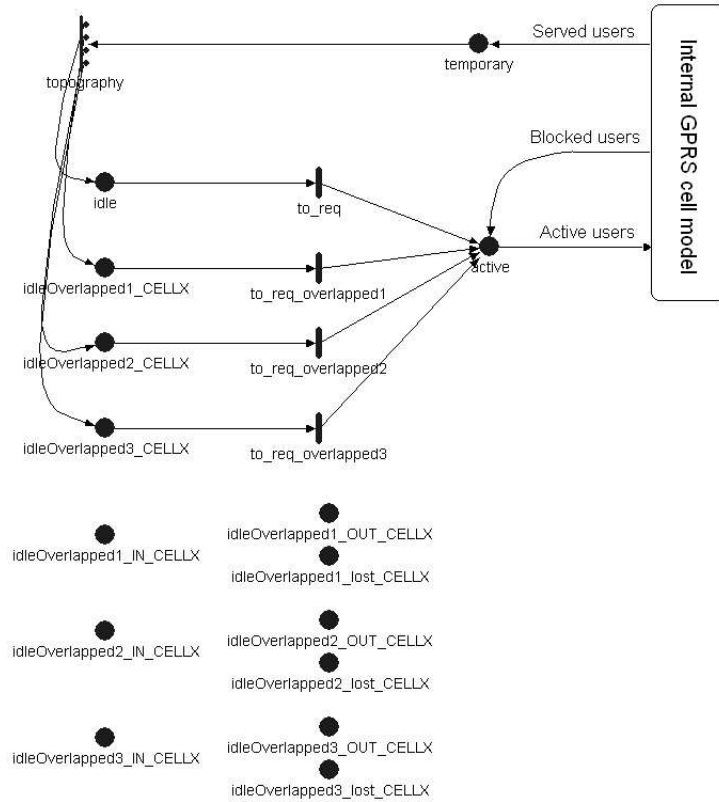 Served users
temporary
topography
Internal GPRS cell model
Blocked users
idle
to_req
Active users
active
idleOverlapped1_CELLX
to_req_overlapped1
idleOverlapped2_CELLX
to_req_overlapped2
idleOverlapped3_CELLX
to_req_overlapped3
idleOverlapped1_OUT_CELLX
idleOverlapped1_IN_CELLX
idleOverlapped1_lost_CELLX
idleOverlapped2_OUT_CELLX
idleOverlapped2_IN_CELLX
idleOverlapped2_lost_CELLX
idleOverlapped3_OUT_CELLX
idleOverlapped3_IN_CELLX
idleOverlapped3_lost_CELLX